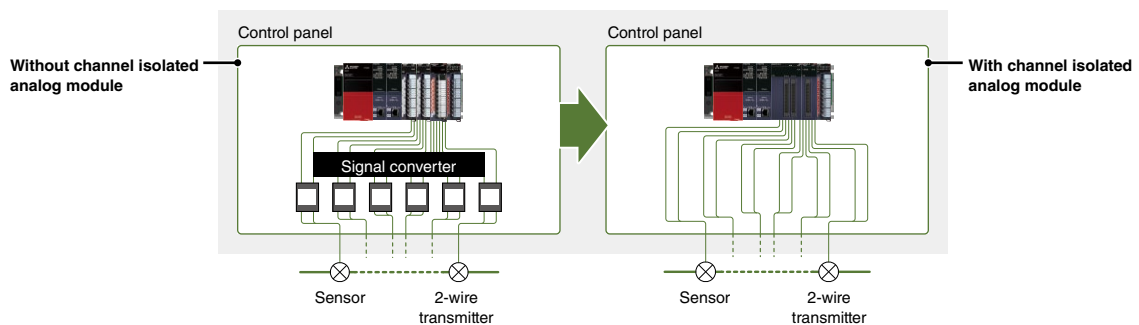 Control panel
Without channel isolated
analog module
Signal converter
Sensor
2-wire
transmitter
Control panel
With channel isolated
analog module
Sensor
2-wire
transmitter